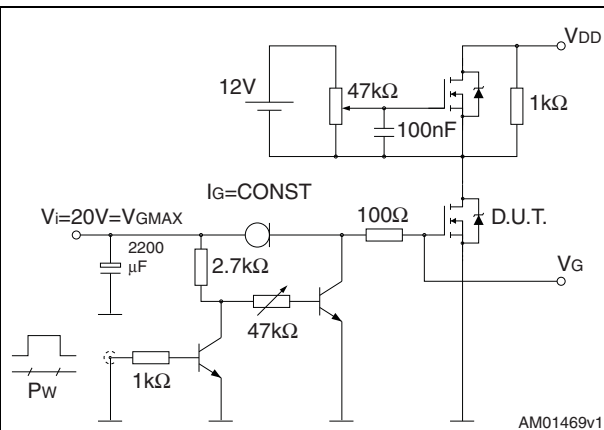 VDD
12V
47kΩ
100nF
1kΩ
IG=CONST
Vi=20V=VGMAX
100Ω
D.U.T.
2200
μF
2.7kΩ
VG
47kΩ
1kΩ
PW
AM01469v1